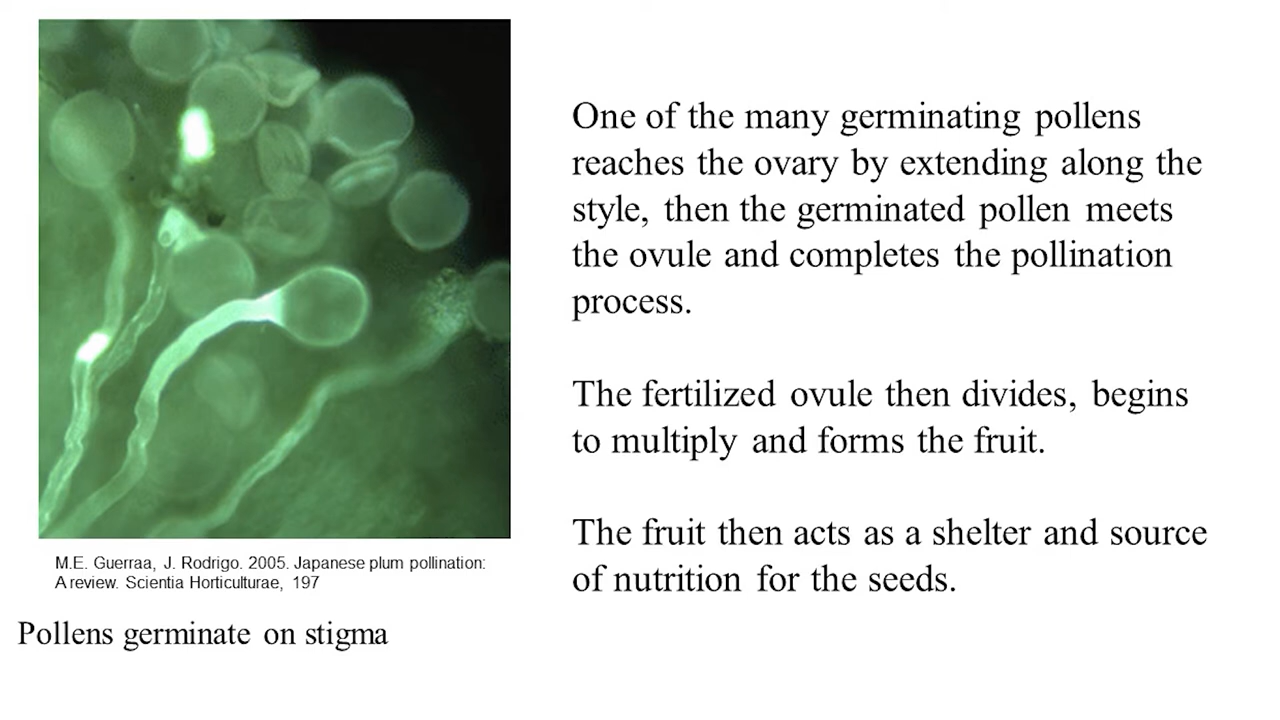 One of the many germinating pollens
reaches the ovary by extending along the
style, then the germinated pollen meets
the ovule and completes the pollination
process.
The fertilized ovule then divides, begins
to multiply and forms the fruit.
The fruit then acts as a shelter and source
of nutrition for the seeds.
M.E. Guerraa, J. Rodrigo. 2005. Japanese plum pollination:
A review. Scientia Horticulturae, 197
Pollens germinate on stigma